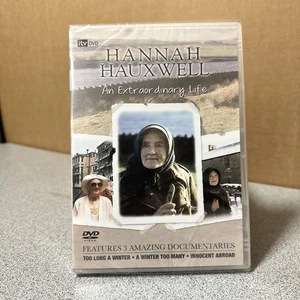 itv DVD
HANNAH
HAUXWELL
An Extraordinary Life
DVD
VIDEO
FEATURES 3 AMAZING DOCUMENTARIES
TOO LONG A WINTER • A WINTER TOO MANY • INNOCENT ABROAD